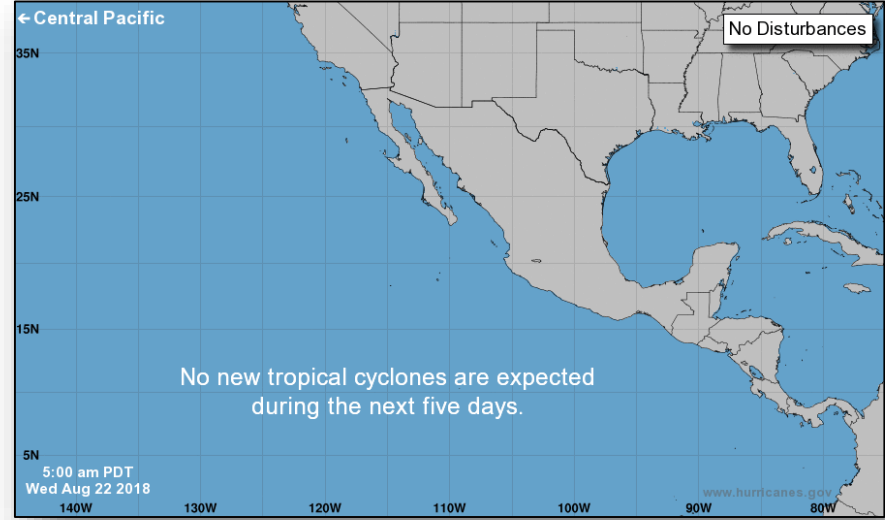 ← Central Pacific
No Disturbances
35N
25N
15N
No new tropical cyclones are expected
during the next five days.
5N
5:00 am PDT
Wed Aug 22 2018
www.hurricanes.gov
140W 130W 120W 110W 100W 90W 80W